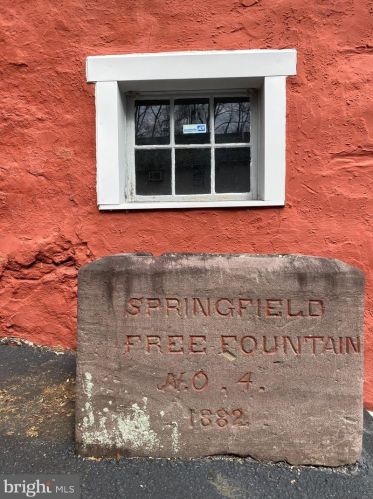 SPRINGFIELD
FREE FOUNTAIN
NO. 4.
1882
bright MLS